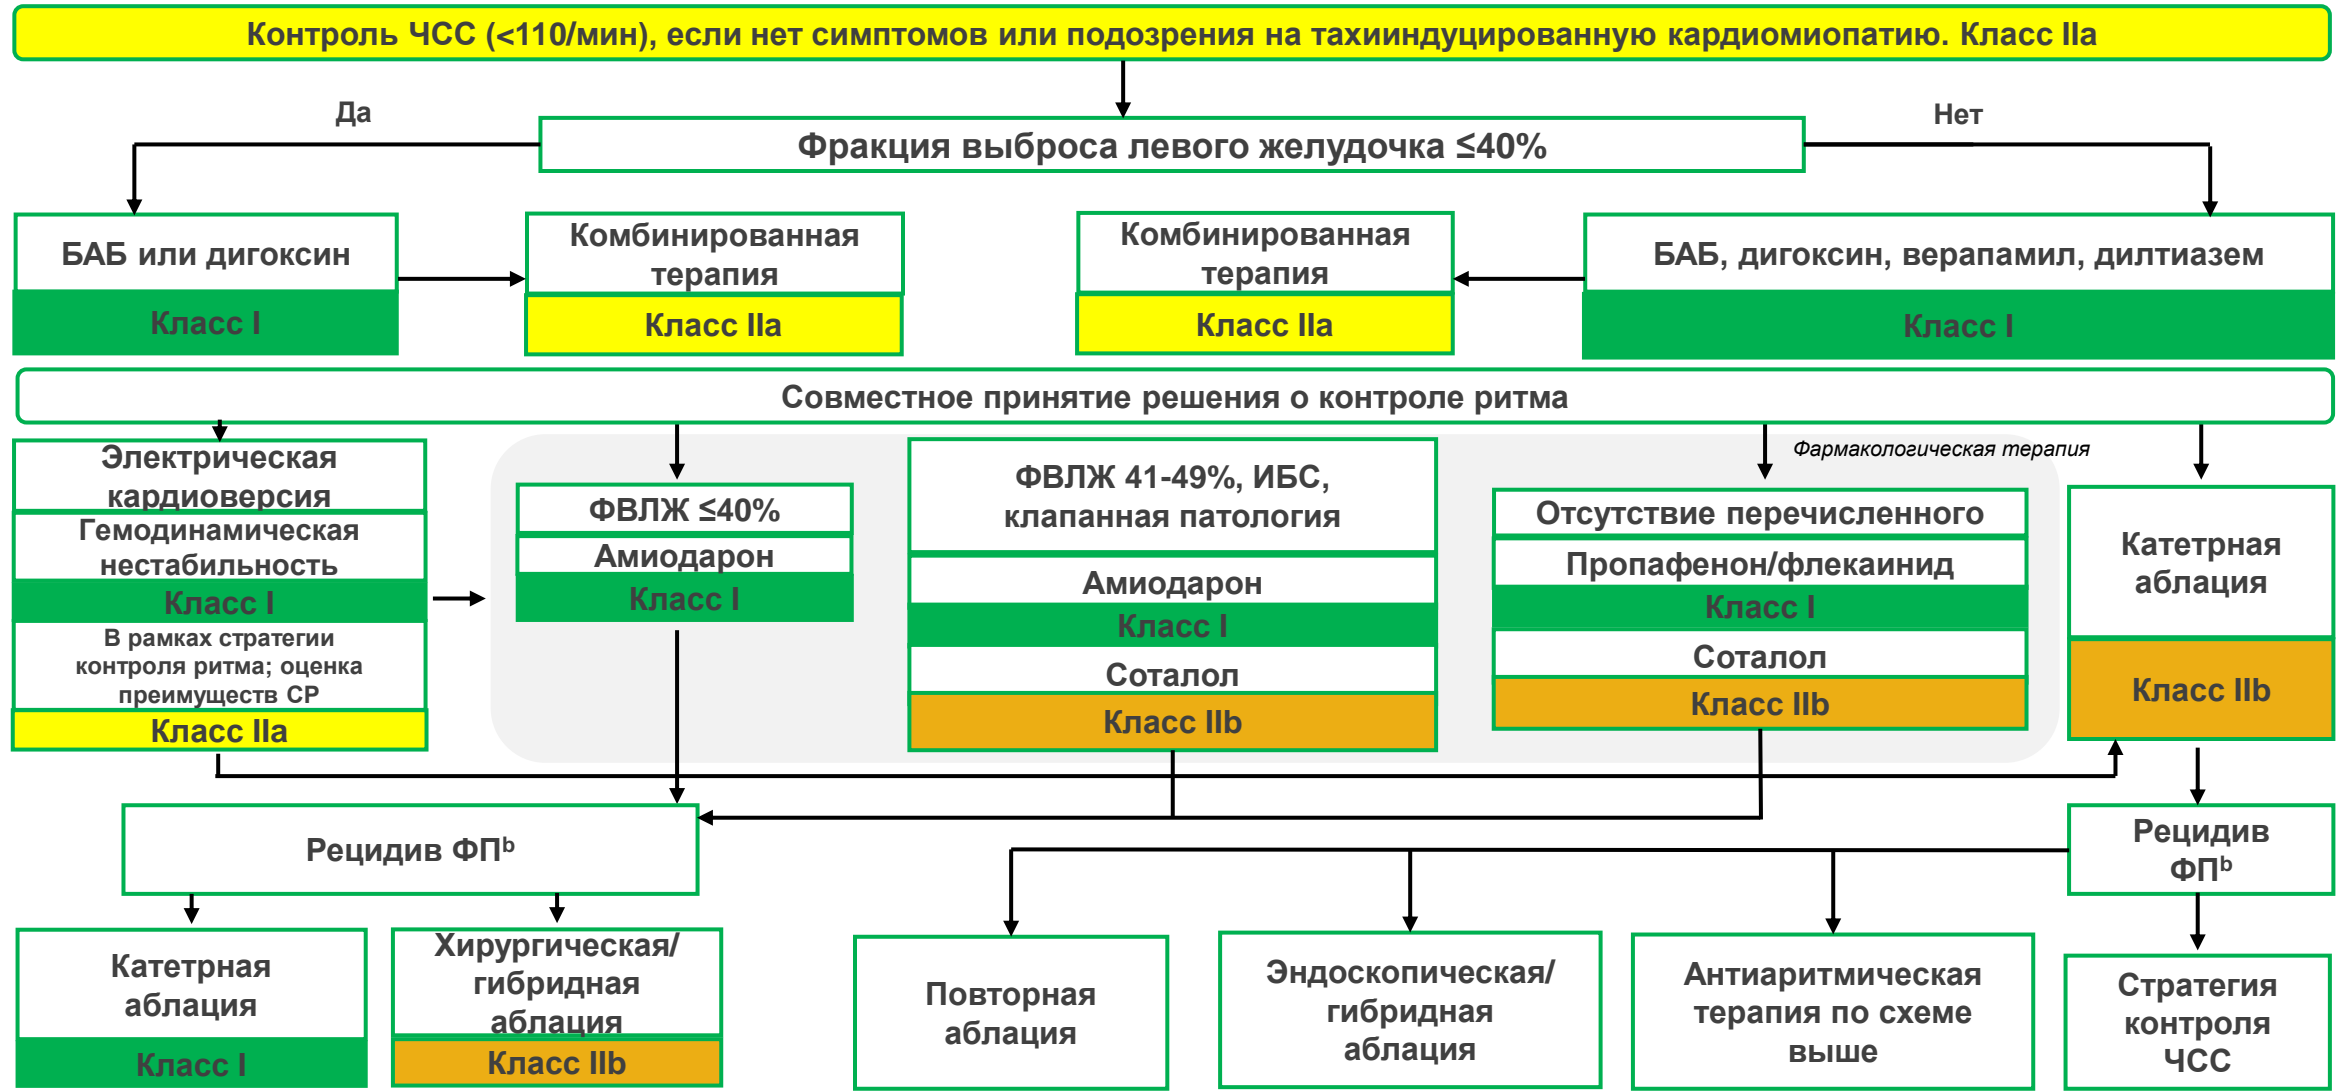 Контроль ЧСС (<110/мин), если нет симптомов или подозрения на тахииндуцированную кардиомиопатию. Класс IIa
Да
Нет
Фракция выброса левого желудочка ≤40%
БАБ или дигоксин
Класс I
Комбинированная
терапия
Класс IIa
Комбинированная
терапия
Класс IIa
БАБ, дигоксин, верапамил, дилтиазем
Класс I
Совместное принятие решения о контроле ритма
Электрическая
кардиоверсия
Гемодинамическая
нестабильность
Класс I
В рамках стратегии
контроля ритма; оценка
преимуществ СР
Класс IIa
Фармакологическая терапия
ФВЛЖ ≤40%
Амиодарон
Класс I
ФВЛЖ 41-49%, ИБС,
клапанная патология
Амиодарон
Класс I
Соталол
Класс IIb
Отсутствие перечисленного
Пропафенон/флекаинид
Класс I
Соталол
Класс IIb
Катетрная
аблация
Класс IIb
Рецидив ФПᵇ
Рецидив
ФПᵇ
Катетрная
аблация
Класс I
Хирургическая/
гибридная
аблация
Класс IIb
Повторная
аблация
Эндоскопическая/
гибридная
аблация
Антиаритмическая
терапия по схеме
выше
Стратегия
контроля
ЧСС